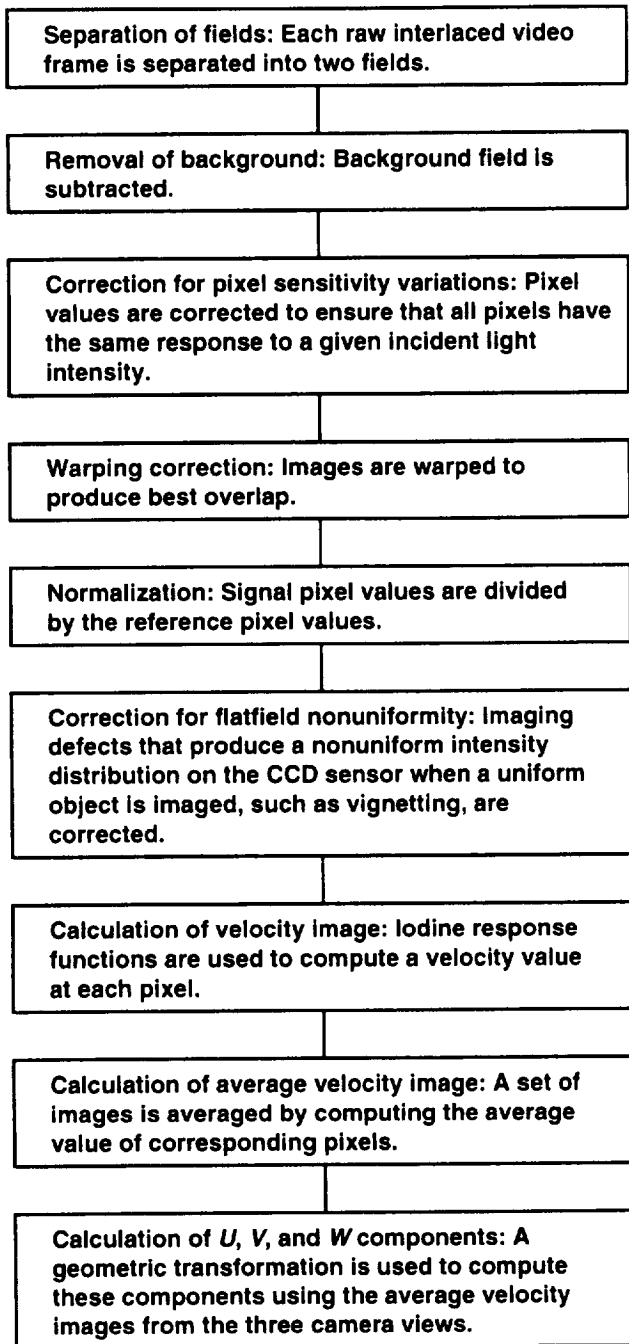 Separation of fields: Each raw interlaced video
frame is separated into two fields.
Removal of background: Background field is
subtracted.
Correction for pixel sensitivity variations: Pixel
values are corrected to ensure that all pixels have
the same response to a given incident light
intensity.
Warping correction: Images are warped to
produce best overlap.
Normalization: Signal pixel values are divided
by the reference pixel values.
Correction for flatfield nonuniformity: Imaging
defects that produce a nonuniform intensity
distribution on the CCD sensor when a uniform
object is imaged, such as vignetting, are
corrected.
Calculation of velocity image: Iodine response
functions are used to compute a velocity value
at each pixel.
Calculation of average velocity image: A set of
images is averaged by computing the average
value of corresponding pixels.
Calculation of U, V, and W components: A
geometric transformation is used to compute
these components using the average velocity
images from the three camera views.